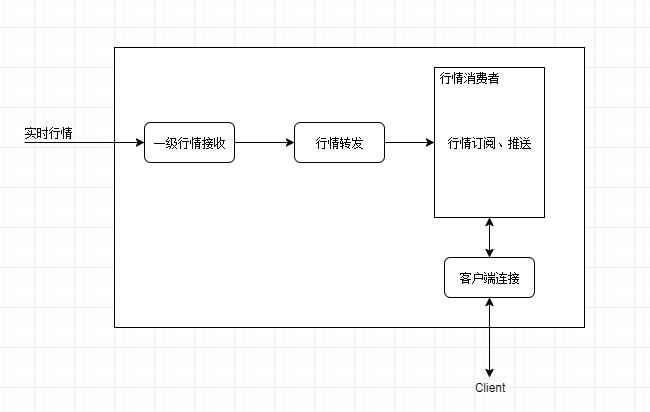 行情消费者
实时行情
一级行情接收
行情转发
行情订阅、推送
客户端连接
Client